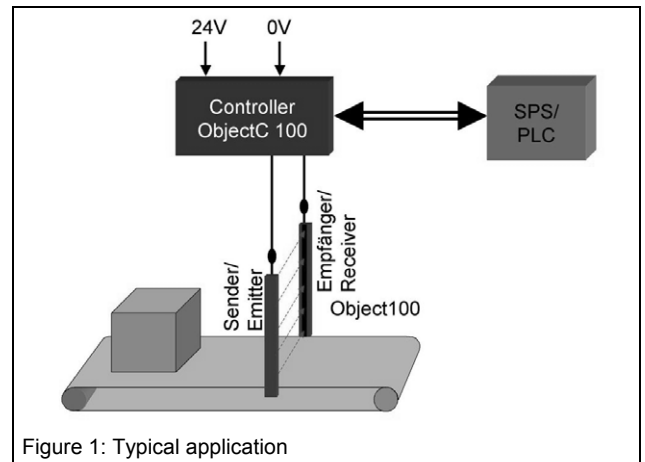 24V 0V
Controller
ObjectC 100
SPS/
PLC
Sender/
Emitter
Empfänger/
Receiver
Object100
Figure 1: Typical application